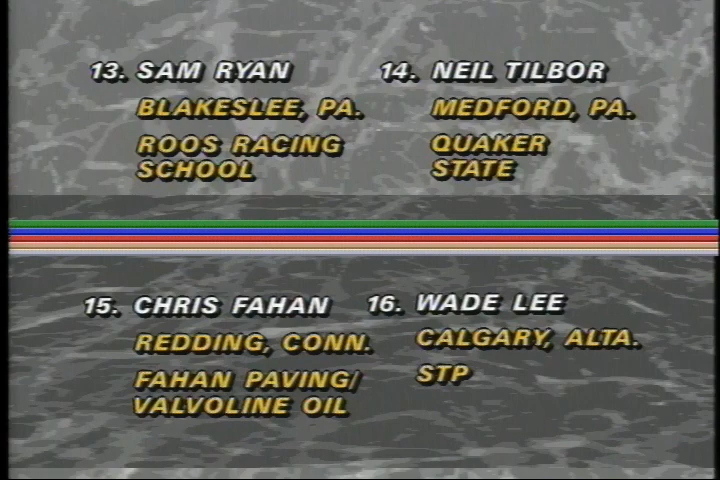 13. SAM RYAN
BLAKESLEE, PA.
ROOS RACING
SCHOOL
14. NEIL TILBOR
MEDFORD, PA.
QUAKER
STATE
15. CHRIS FAHAN
REDDING, CONN.
FAHAN PAVING/
VALVOLINE OIL
16. WADE LEE
CALGARY, ALTA.
STP